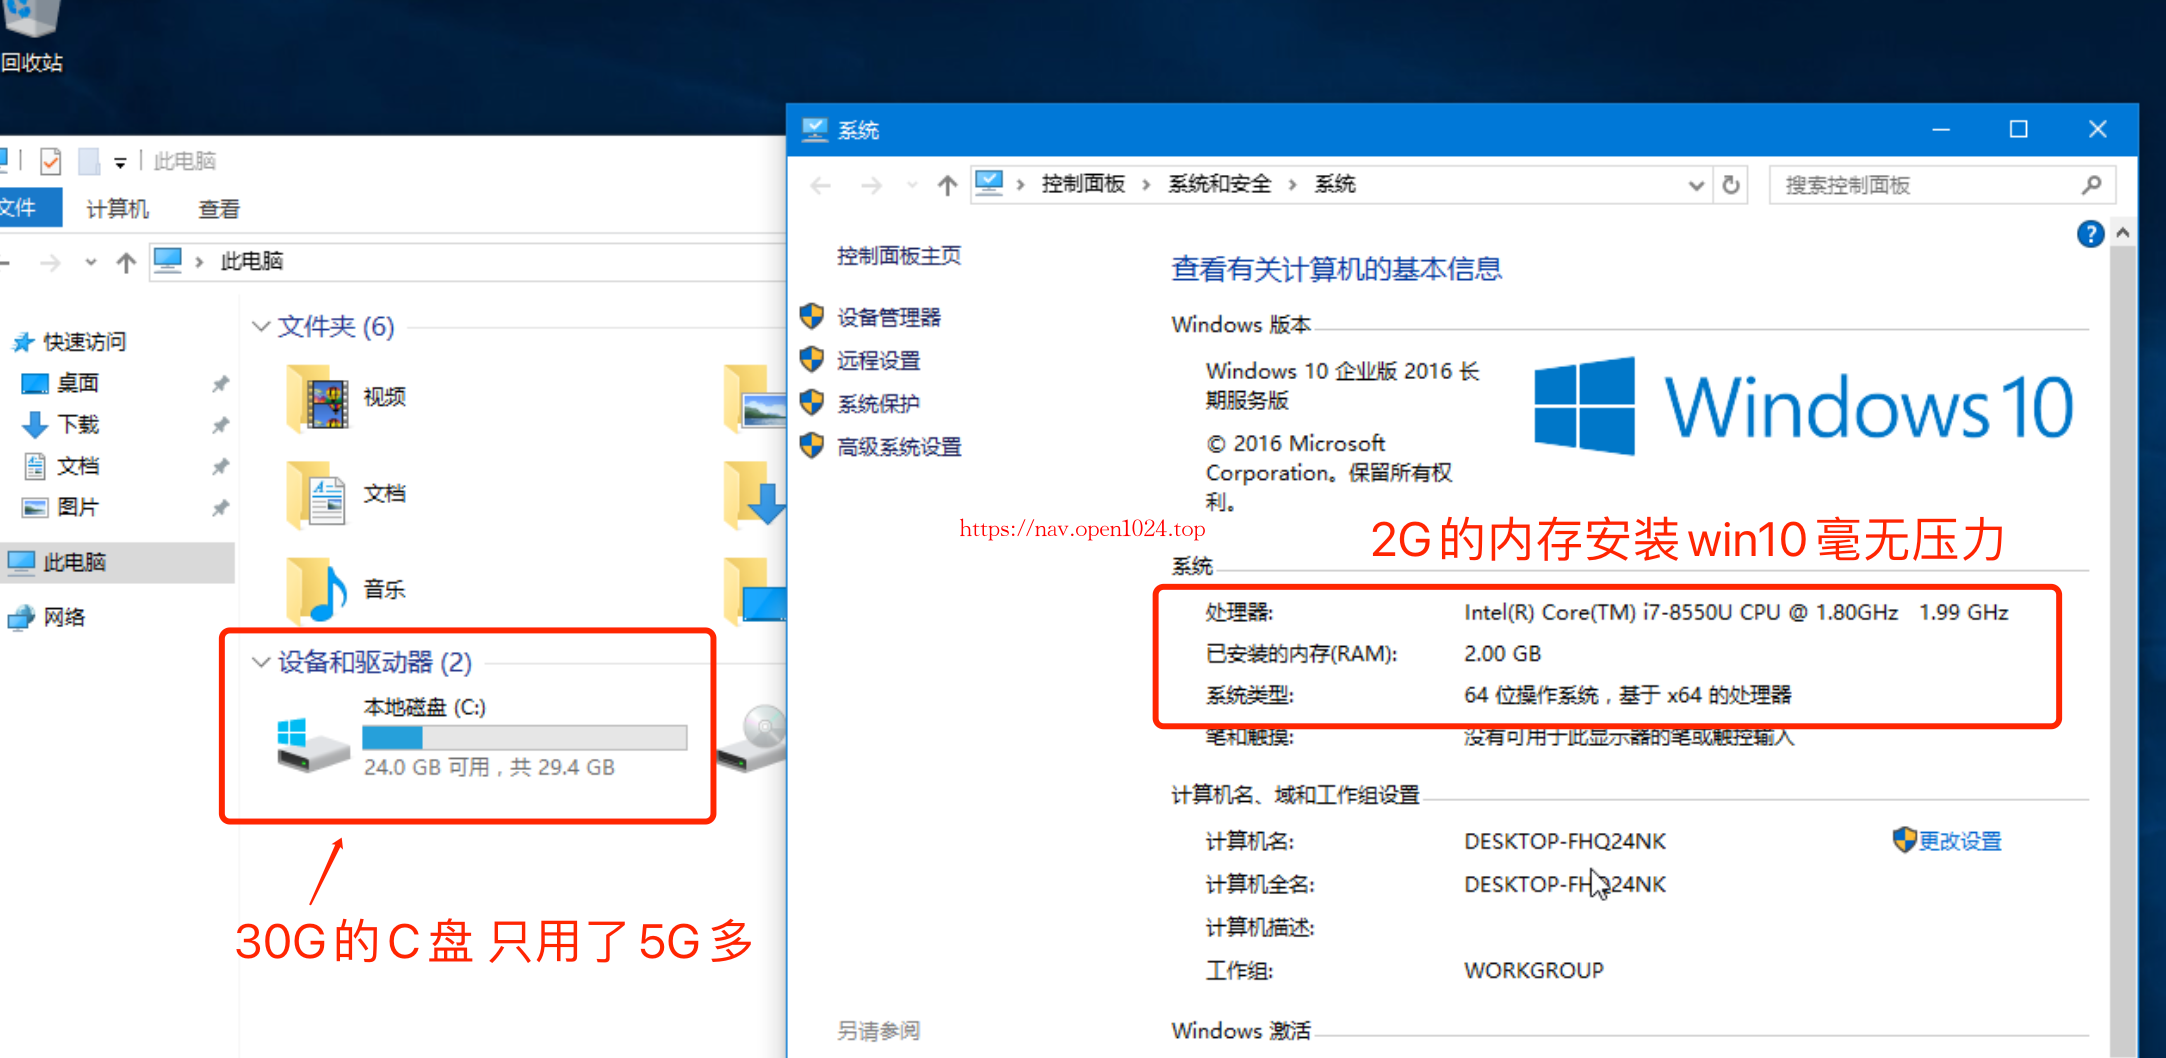 回收站
此电脑
文件
计算机
查看
此电脑
快速访问
桌面
下载
文档
图片
此电脑
网络
文件夹 (6)
视频
文档
音乐
设备和驱动器 (2)
本地磁盘 (C:)
24.0 GB 可用，共 29.4 GB
30G的C盘 只用了5G多
系统
控制面板 系统和安全 系统
搜索控制面板
控制面板主页
设备管理器
远程设置
系统保护
高级系统设置
另请参阅
查看有关计算机的基本信息
Windows 版本
Windows 10 企业版 2016 长
期服务版
© 2016 Microsoft
Corporation。保留所有权
利。
Windows 10
https://nav.open1024.top
2G的内存安装win10毫无压力
系统
处理器: Intel(R) Core(TM) i7-8550U CPU @ 1.80GHz 1.99 GHz
已安装的内存(RAM): 2.00 GB
系统类型: 64 位操作系统，基于 x64 的处理器
笔和触摸: 没有可用于此显示器的笔或触控输入
计算机名、域和工作组设置
计算机名: DESKTOP-FHQ24NK
更改设置
计算机全名: DESKTOP-FHQ24NK
计算机描述:
工作组: WORKGROUP
Windows 激活